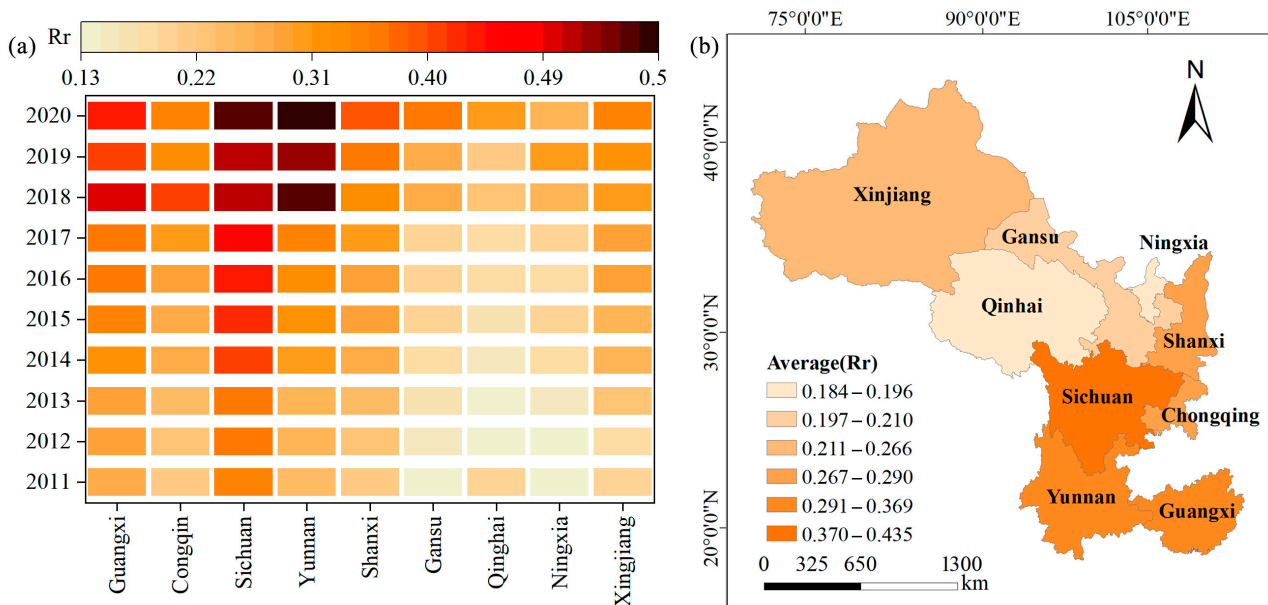 (a)
Rr
0.13 0.22 0.31 0.40 0.49 0.5
2020
2019
2018
2017
2016
2015
2014
2013
2012
2011
Guangxi
Congqin
Sichuan
Yunnan
Shanxi
Gansu
Qinghai
Ningxia
Xingjiang
(b)
75°0'0"E 90°0'0"E 105°0'0"E
40°0'0"N
30°0'0"N
20°0'0"N
N
Xinjiang
Gansu
Ningxia
Qinhai
Shanxi
Sichuan
Chongqing
Yunnan
Guangxi
Average(Rr)
0.184–0.196
0.197–0.210
0.211–0.266
0.267–0.290
0.291–0.369
0.370–0.435
0 325 650 1300
km